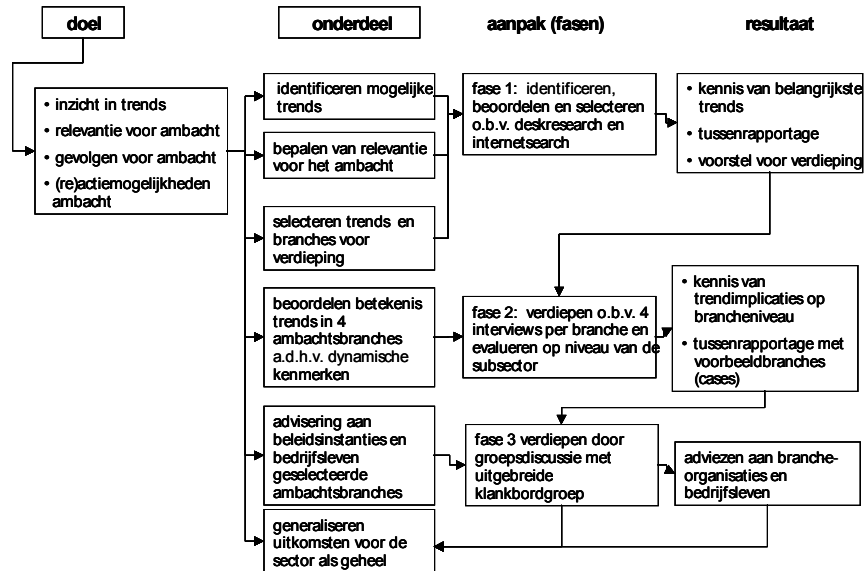 doel
onderdeel
aanpak (fasen)
resultaat
• inzicht in trends
• relevantie voor ambacht
• gevolgen voor ambacht
• (re)actiemogelijkheden
ambacht
identificeren mogelijke
trends
bepalen van relevantie
voor het ambacht
selecteren trends en
branches voor
verdieping
beoordelen betekenis
trends in 4
ambachtsbranches
a.d.h.v. dynamische
kenmerken
advisering aan
beleidsinstanties en
bedrijfsleven
geselecteerde
ambachtsbranches
generaliseren
uitkomsten voor de
sector als geheel
fase 1: identificeren,
beoordelen en selecteren
o.b.v. deskresearch en
internetsearch
fase 2: verdiepen o.b.v. 4
interviews per branche en
evalueren op niveau van de
subsector
fase 3 verdiepen door
groepsdiscussie met
uitgebreide
klankbordgroep
• kennis van belangrijkste
trends
• tussenrapportage
• voorstel voor verdieping
• kennis van
trendimplicaties op
brancheniveau
• tussenrapportage met
voorbeeldbranches
(cases)
adviezen aan branche-
organisaties en
bedrijfsleven